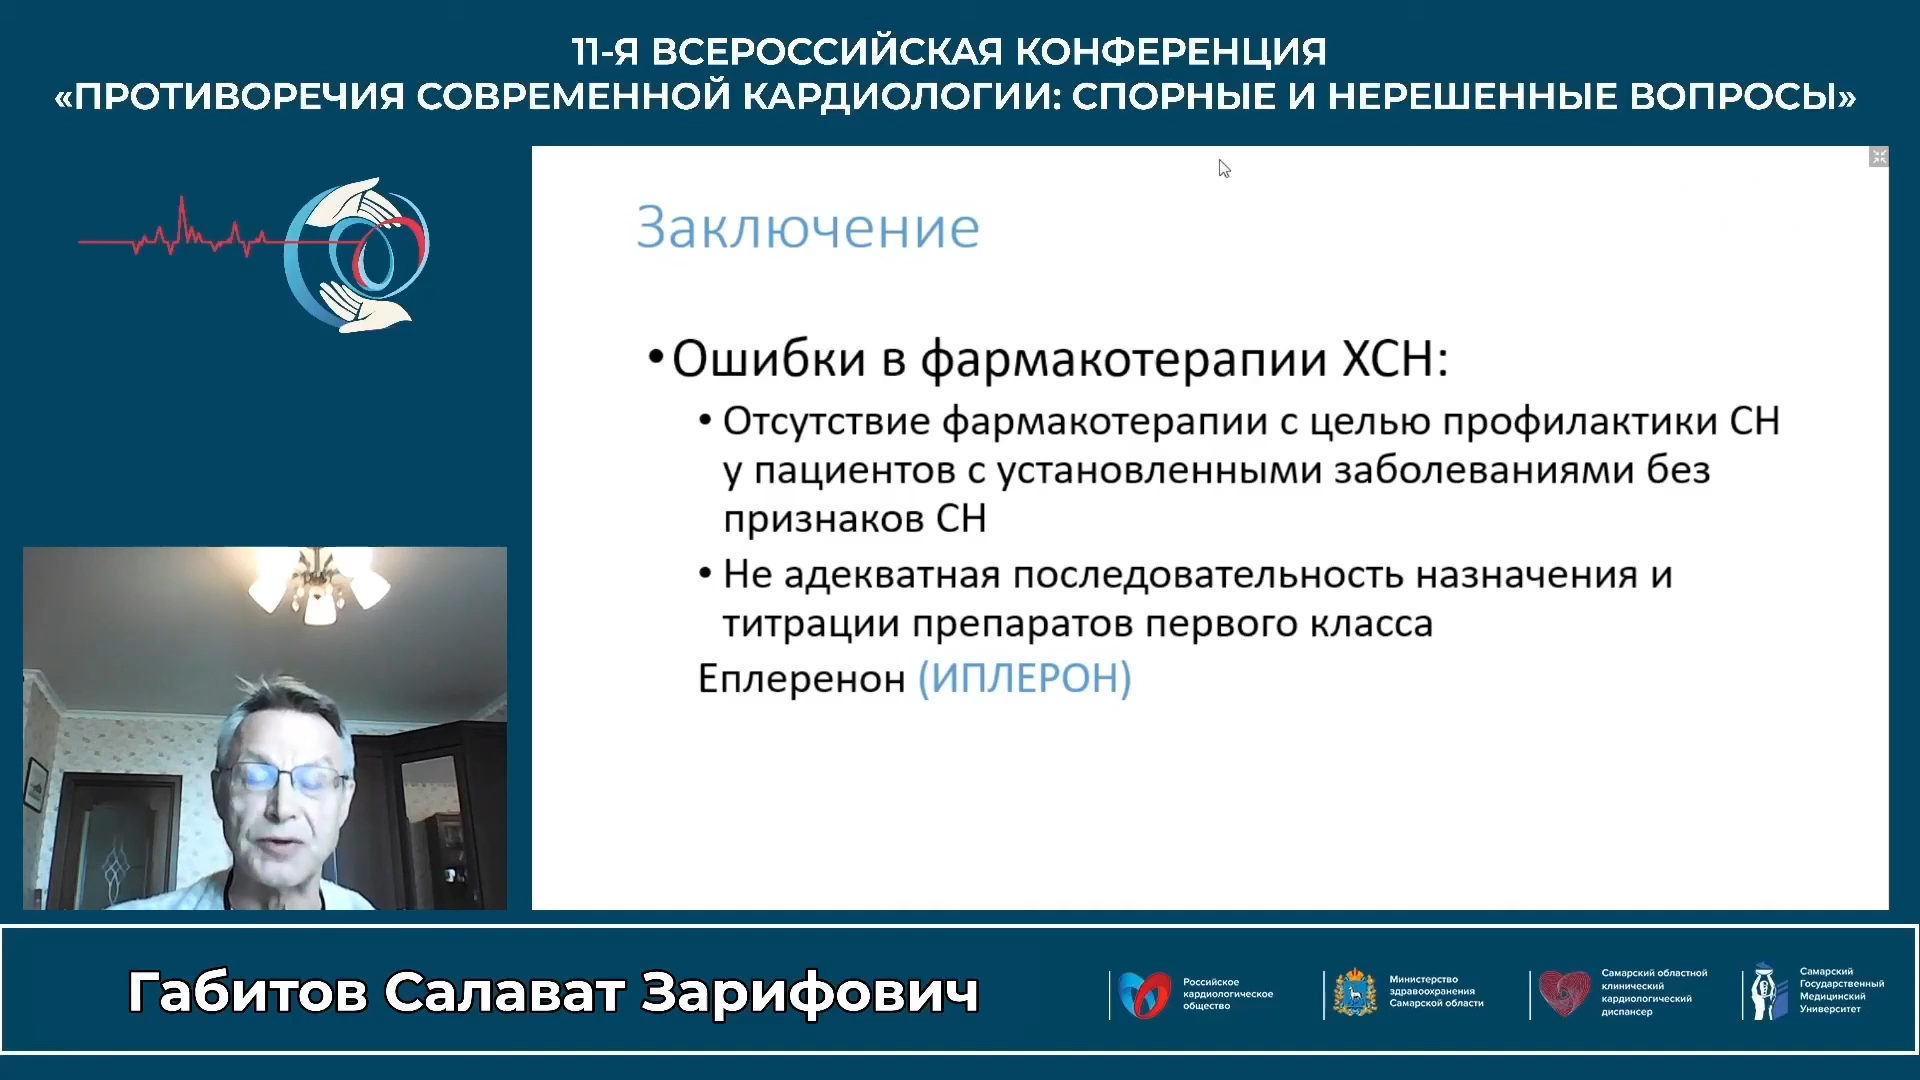 11-Я ВСЕРОССИЙСКАЯ КОНФЕРЕНЦИЯ
«ПРОТИВОРЕЧИЯ СОВРЕМЕННОЙ КАРДИОЛОГИИ: СПОРНЫЕ И НЕРЕШЕННЫЕ ВОПРОСЫ»
Заключение
• Ошибки в фармакотерапии ХСН:
• Отсутствие фармакотерапии с целью профилактики СН
у пациентов с установленными заболеваниями без
признаков СН
• Не адекватная последовательность назначения и
титрации препаратов первого класса
Еплеренон (ИПЛЕРОН)
Габитов Салават Зарифович
Российское
кардиологическое
общество
Министерство
здравоохранения
Самарской области
Самарский областной
клинический
кардиологический
диспансер
Самарский
Государственный
Медицинский
Университет